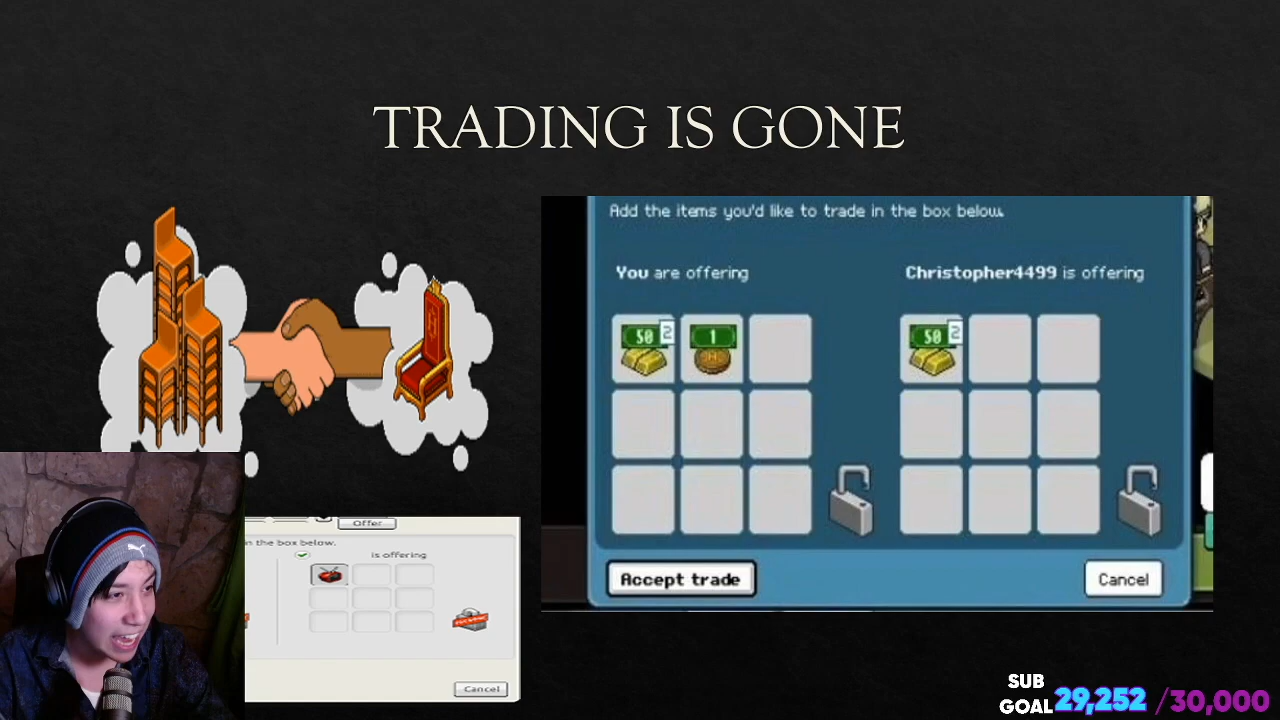 TRADING IS GONE
Add the items you'd like to trade in the box below.
You are offering
Christopher4499 is offering
50 2
1
50 2
Accept trade
Cancel
Offer
n the box below.
is offering
Cancel
SUB
GOAL 29,252 /30,000